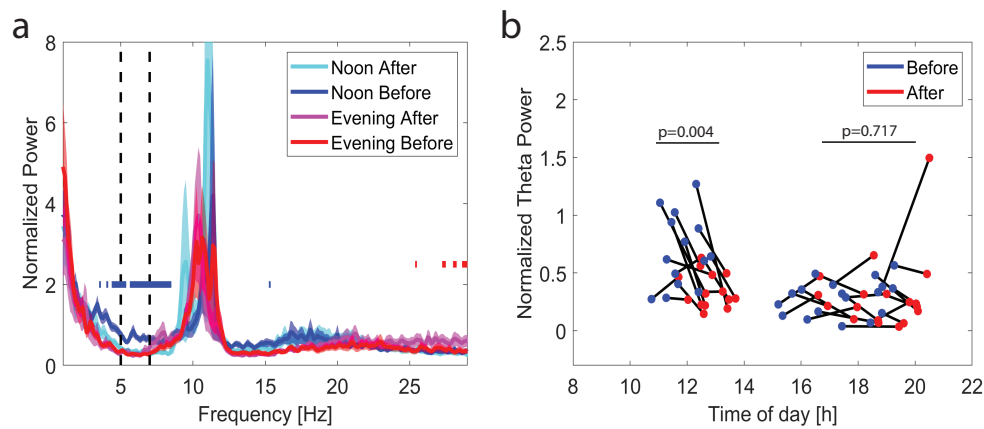 a
8
6
4
2
0
Normalized Power
5
10
15
20
25
Frequency [Hz]
Noon After
Noon Before
Evening After
Evening Before
b
2.5
2
1.5
1
0.5
0
Normalized Theta Power
8
10
12
14
16
18
20
22
Time of day [h]
Before
After
p=0.004
p=0.717